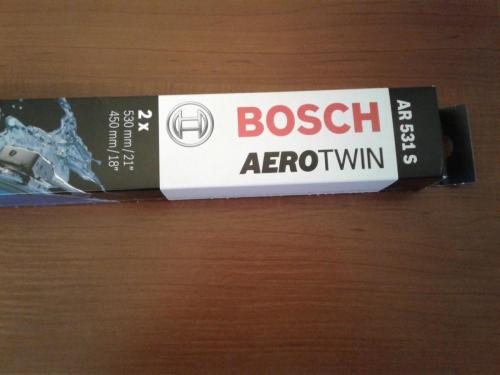 2 x
530 mm / 21"
450 mm / 18"
BOSCH
AEROTWIN
AR 531 S